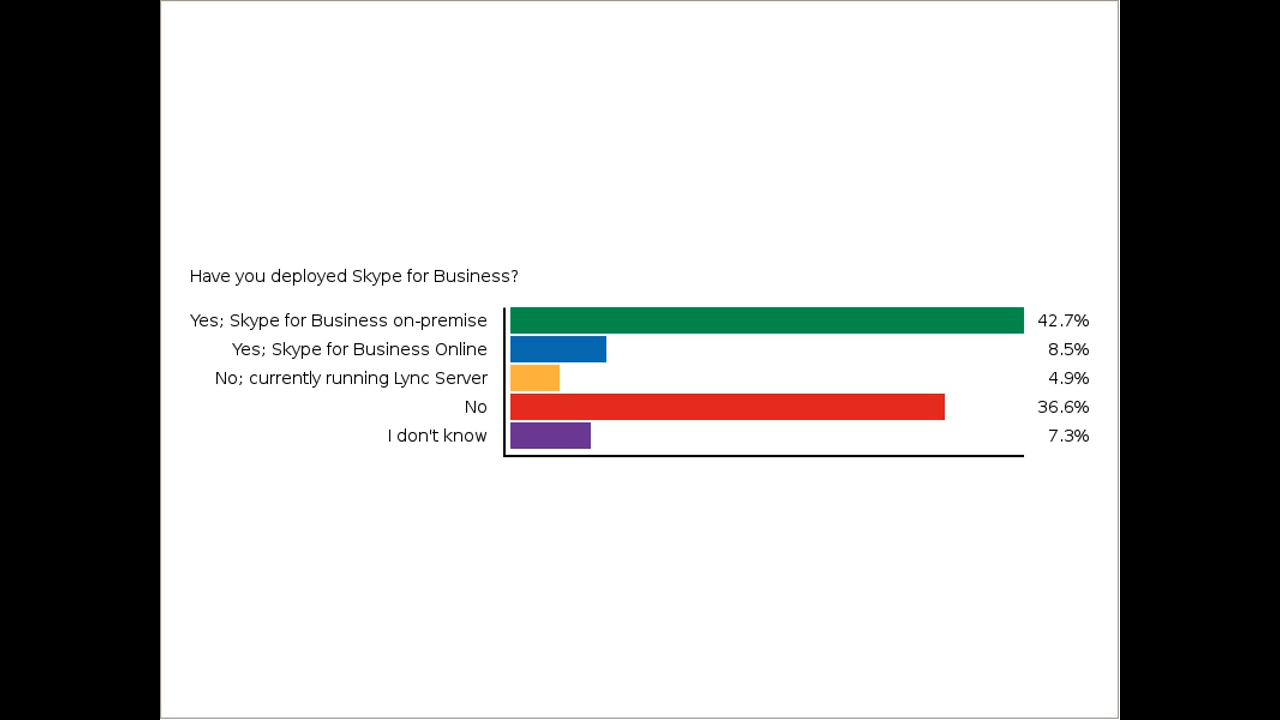 Have you deployed Skype for Business?
Yes; Skype for Business on-premise 42.7%
Yes; Skype for Business Online 8.5%
No; currently running Lync Server 4.9%
No 36.6%
I don't know 7.3%